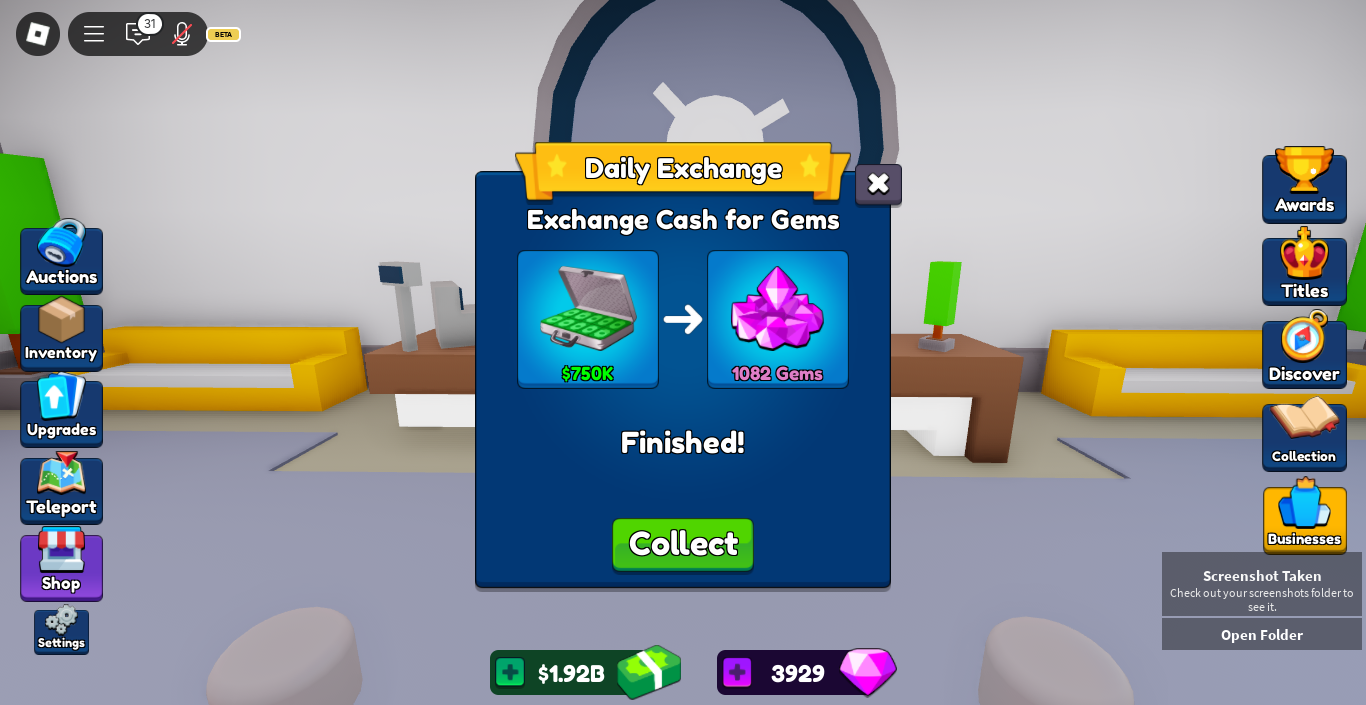 31
BETA
Daily Exchange
Exchange Cash for Gems
$750K
1082 Gems
Finished!
Collect
Auctions
Inventory
Upgrades
Teleport
Shop
Settings
Awards
Titles
Discover
Collection
Businesses
Screenshot Taken
Check out your screenshots folder to
see it.
Open Folder
$1.92B
3929